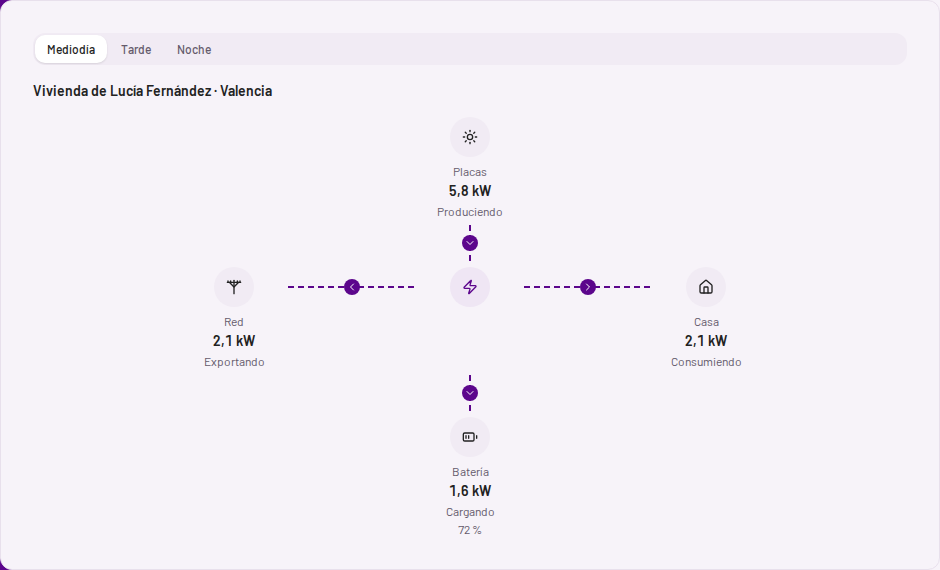 Mediodía Tarde Noche
Vivienda de Lucía Fernández · Valencia
Placas
5,8 kW
Produciendo
Red
2,1 kW
Exportando
Casa
2,1 kW
Consumiendo
Batería
1,6 kW
Cargando
72 %